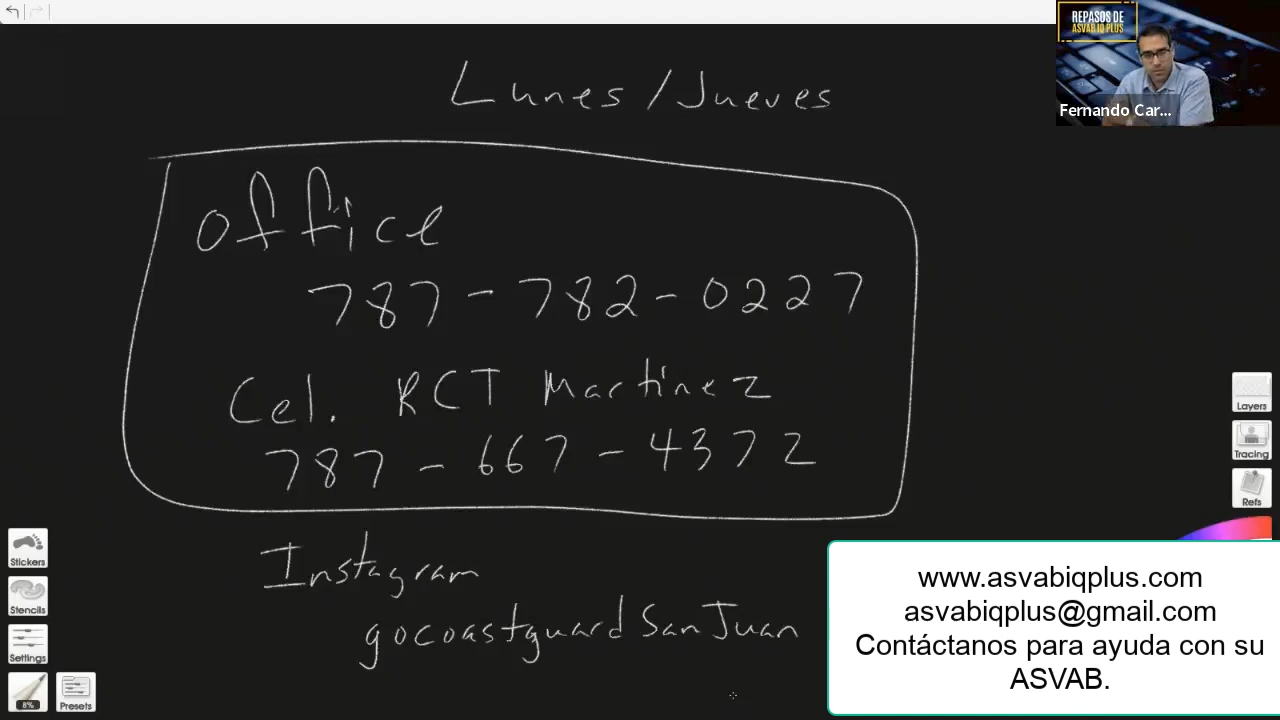 REPASOS DE
ASVAB IQ PLUS
Fernando Car...
Lunes / Jueves
Office
787 - 782 - 0227
Cel. RCT Martinez
787 - 667 - 4372
Instagram
gocoastguardSanJuan
Layers
Tracing
Refs
Stickers
Stencils
Settings
8%
Presets
www.asvabiqplus.com
asvabiqplus@gmail.com
Contáctanos para ayuda con su
ASVAB.